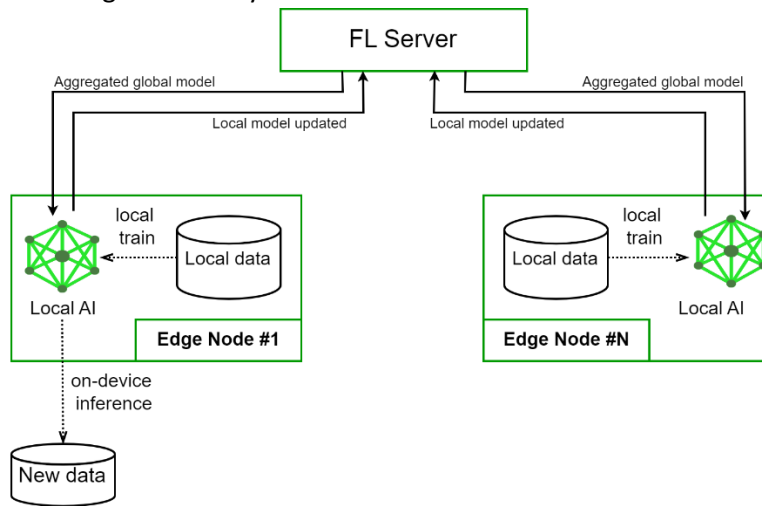 FL Server
Aggregated global model
Aggregated global model
Local model updated
Local model updated
local
train
Local data
Local AI
Edge Node #1
local
train
Local data
Local AI
Edge Node #N
on-device
inference
New data